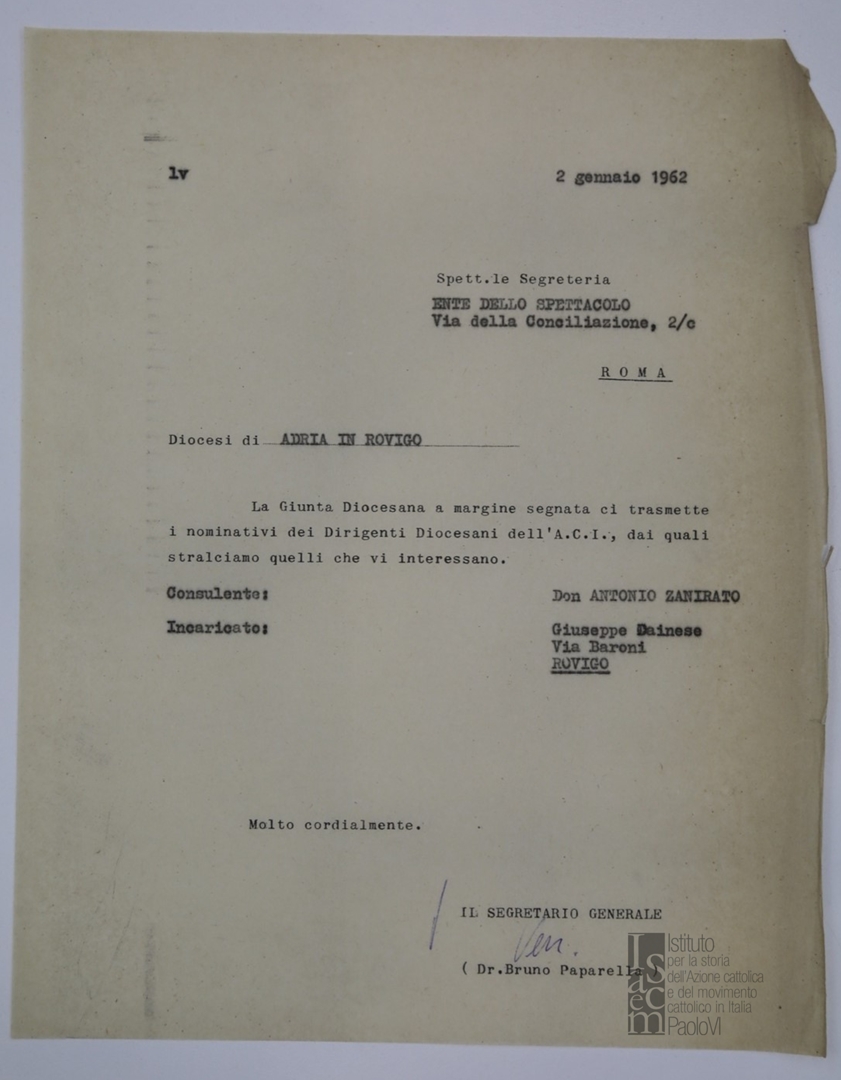 lv
2 gennaio 1962
Spett.le Segreteria
ENTE DELLO SPETTACOLO
Via della Conciliazione, 2/c
R O M A
Diocesi di ADRIA IN ROVIGO
La Giunta Diocesana a margine segnata ci trasmette
i nominativi dei Dirigenti Diocesani dell'A.C.I., dai quali
stralciamo quelli che vi interessano.
Consulente: Don ANTONIO ZANIRATO
Incaricato: Giuseppe Dainese
Via Baroni
ROVIGO
Molto cordialmente.
IL SEGRETARIO GENERALE
( Dr.Bruno Paparella )
Isacem
Istituto
per la storia
dell'Azione cattolica
e del movimento
cattolico in Italia
PaoloVI